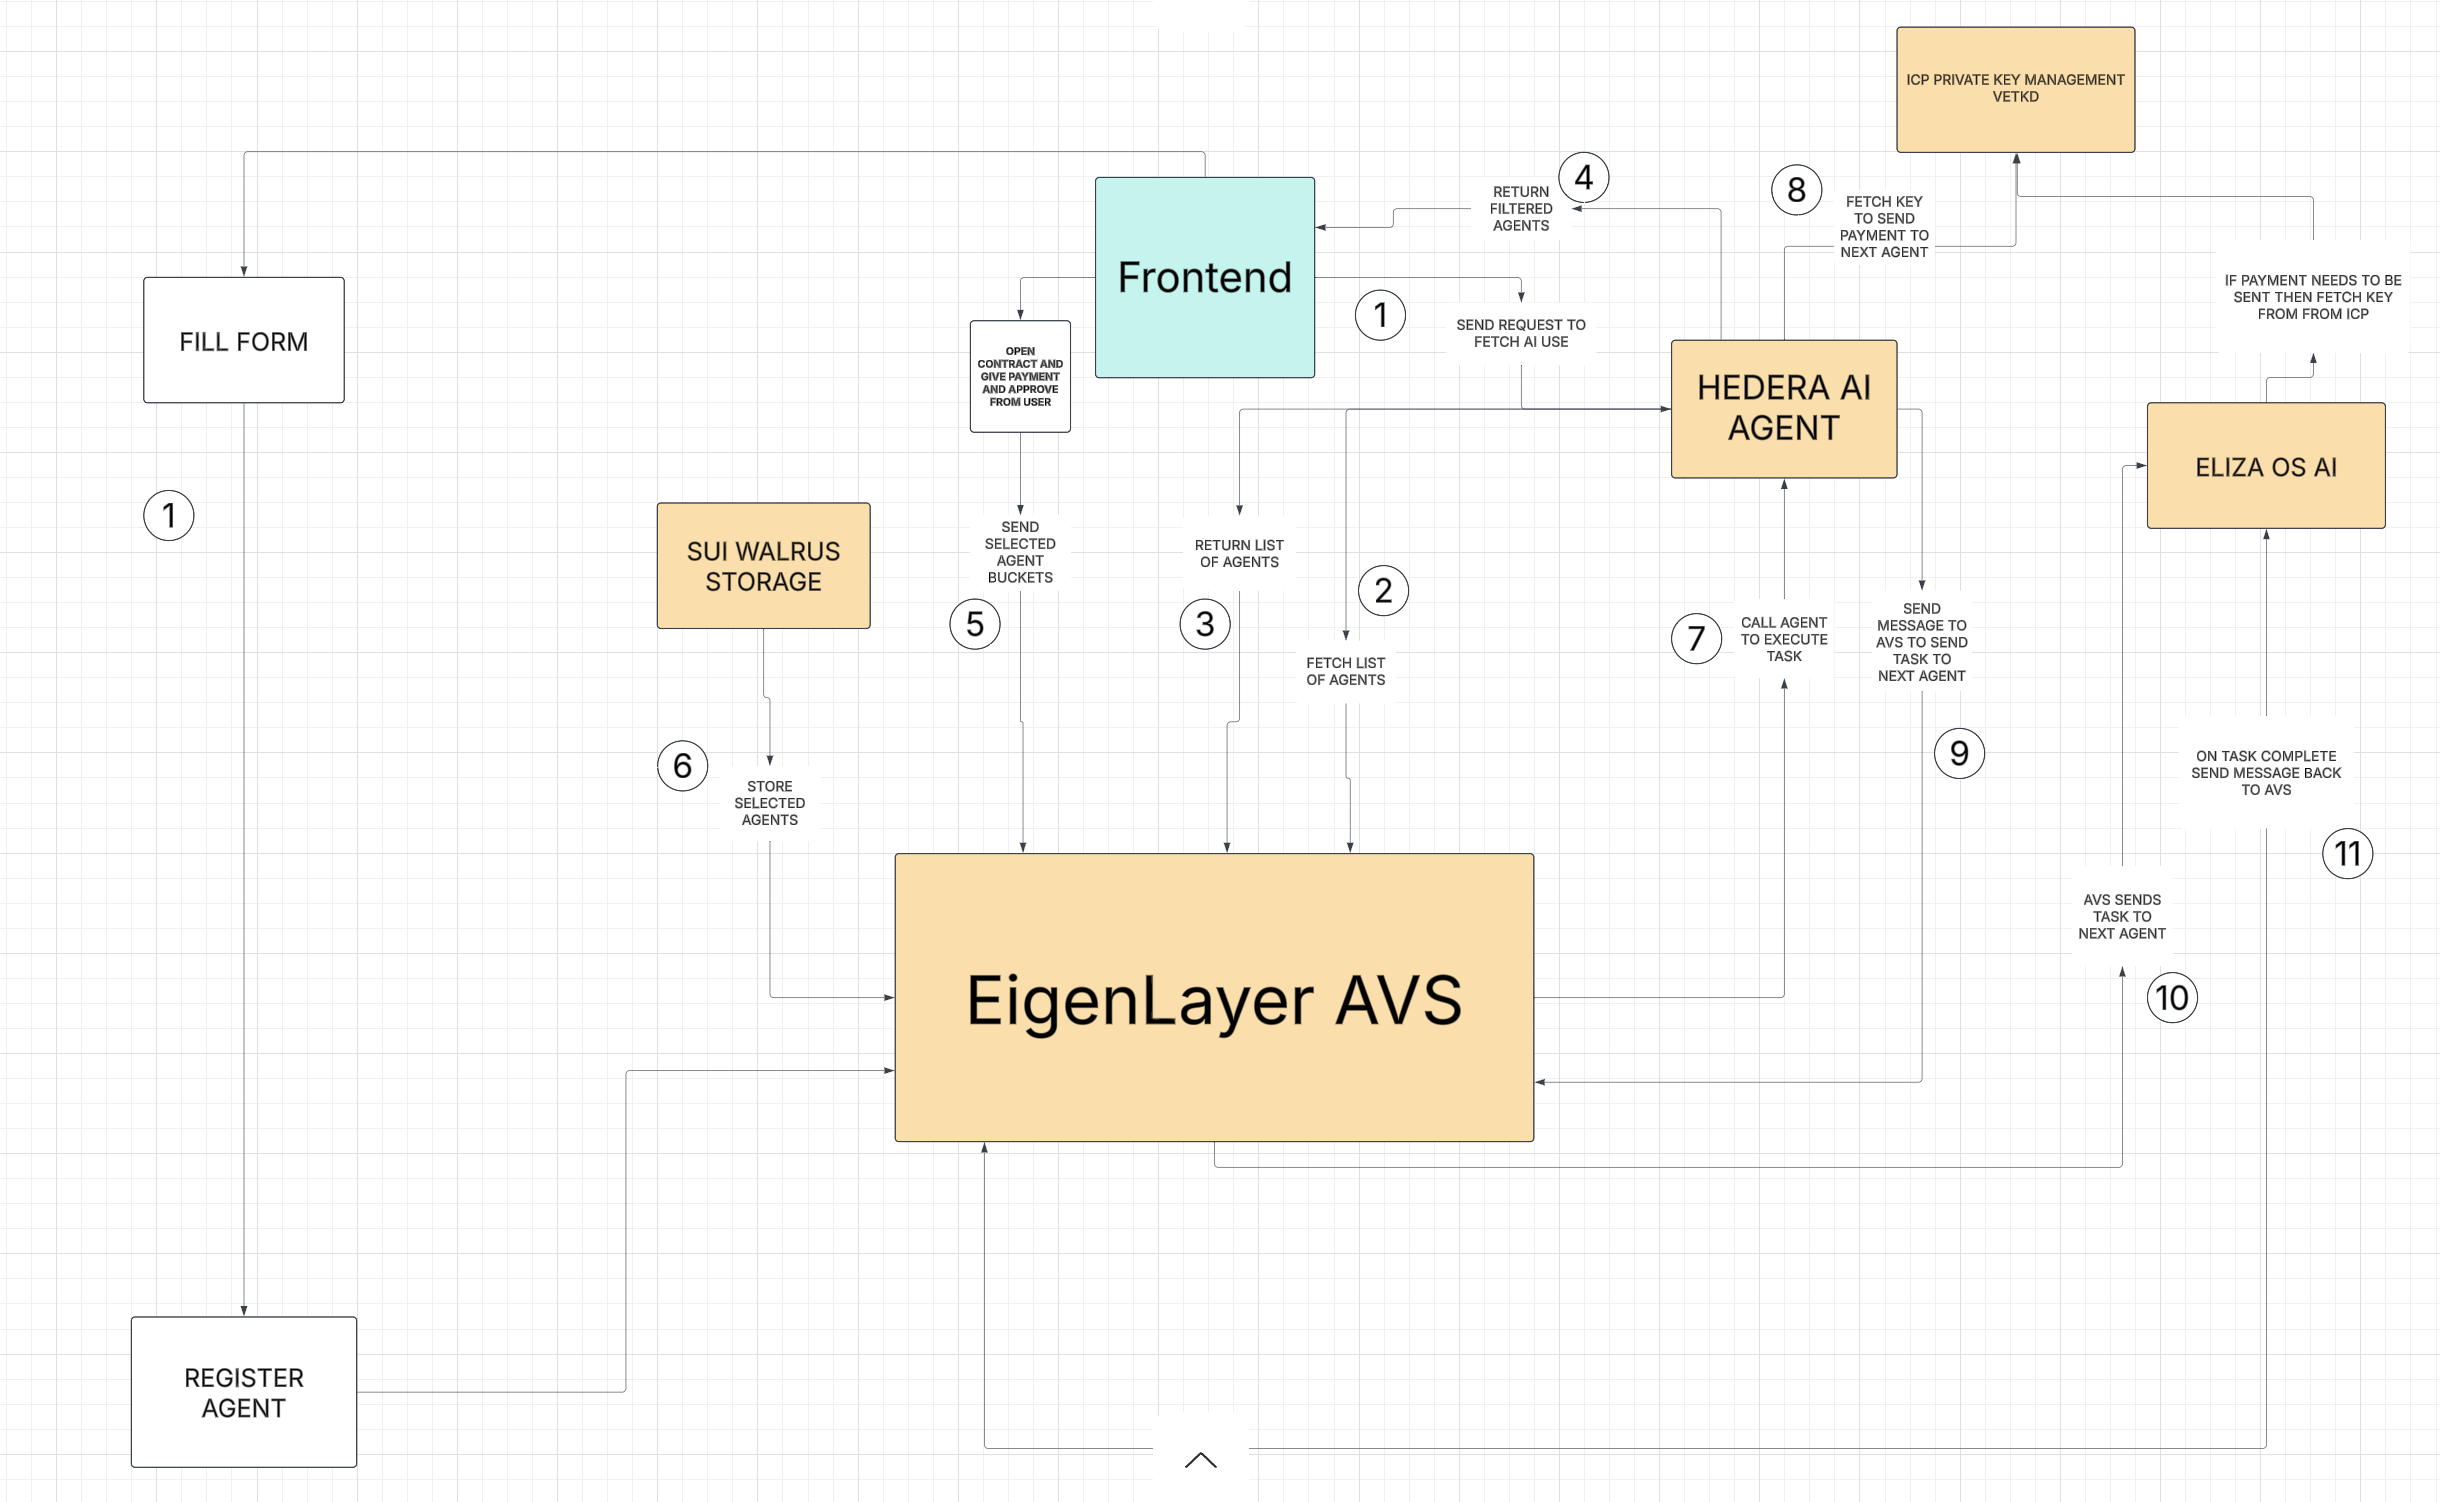 ICP PRIVATE KEY MANAGEMENT
VETKD
4
RETURN
FILTERED
AGENTS
8
FETCH KEY
TO SEND
PAYMENT TO
NEXT AGENT
Frontend
1
SEND REQUEST TO
FETCH AI USE
IF PAYMENT NEEDS TO BE
SENT THEN FETCH KEY
FROM FROM ICP
FILL FORM
OPEN
CONTRACT AND
GIVE PAYMENT
AND APPROVE
FROM USER
HEDERA AI
AGENT
ELIZA OS AI
1
SUI WALRUS
STORAGE
SEND
SELECTED
AGENT
BUCKETS
5
RETURN LIST
OF AGENTS
3
2
FETCH LIST
OF AGENTS
7
CALL AGENT
TO EXECUTE
TASK
SEND
MESSAGE TO
AVS TO SEND
TASK TO
NEXT AGENT
9
6
STORE
SELECTED
AGENTS
ON TASK COMPLETE
SEND MESSAGE BACK
TO AVS
11
AVS SENDS
TASK TO
NEXT AGENT
10
EigenLayer AVS
REGISTER
AGENT